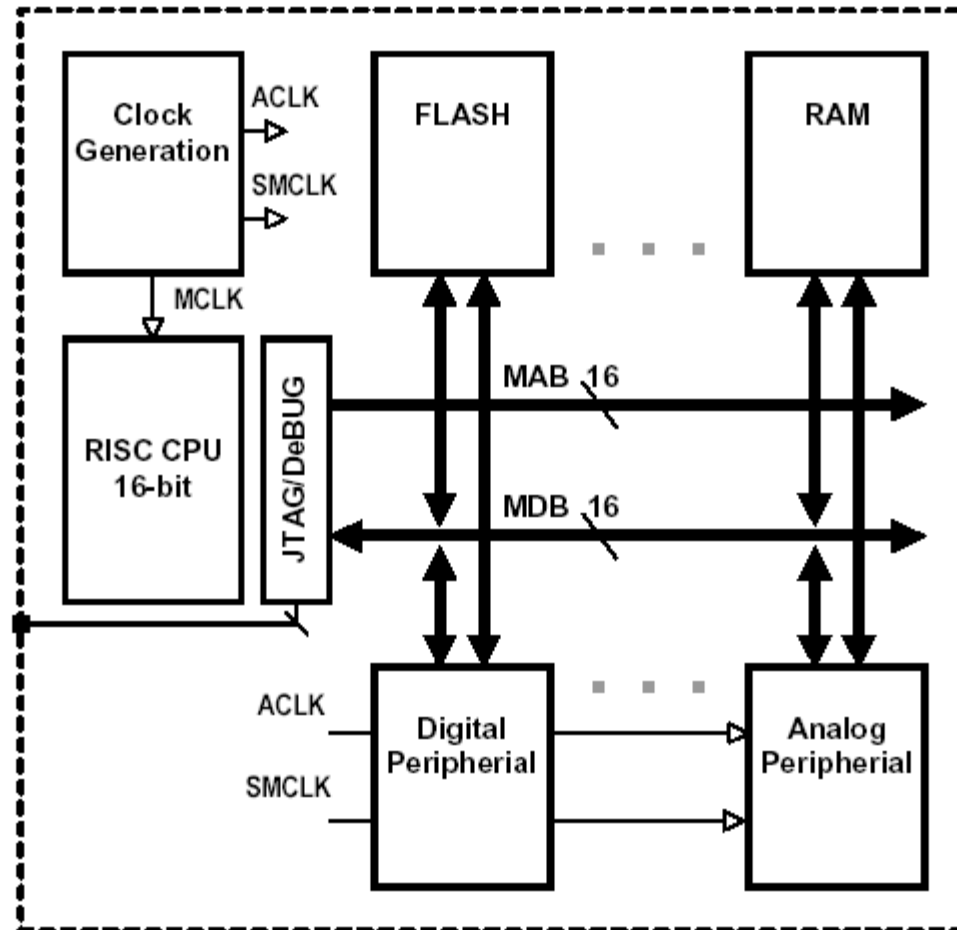 Clock
Generation
ACLK
SMCLK
MCLK
FLASH
RAM
RISC CPU
16-bit
JTAG/DeBUG
MAB 16
MDB 16
ACLK
SMCLK
Digital
Peripherial
Analog
Peripherial